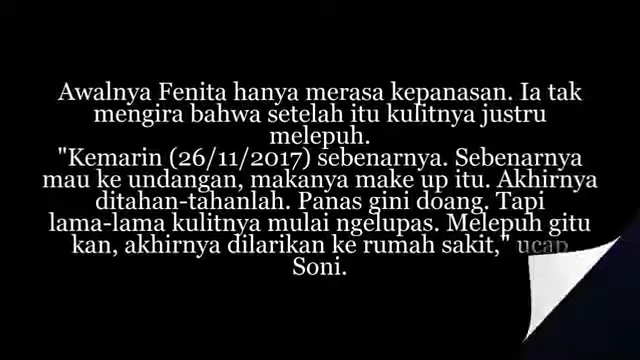 Awalnya Fenita hanya merasa kepanasan. Ia tak
mengira bahwa setelah itu kulitnya justru
melepuh.
"Kemarin (26/11/2017) sebenarnya. Sebenarnya
mau ke undangan, makanya make up itu. Akhirnya
ditahan-tahanlah. Panas gini doang. Tapi
lama-lama kulitnya mulai ngelupas. Melepuh gitu
kan, akhirnya dilarikan ke rumah sakit," ucap
Soni.